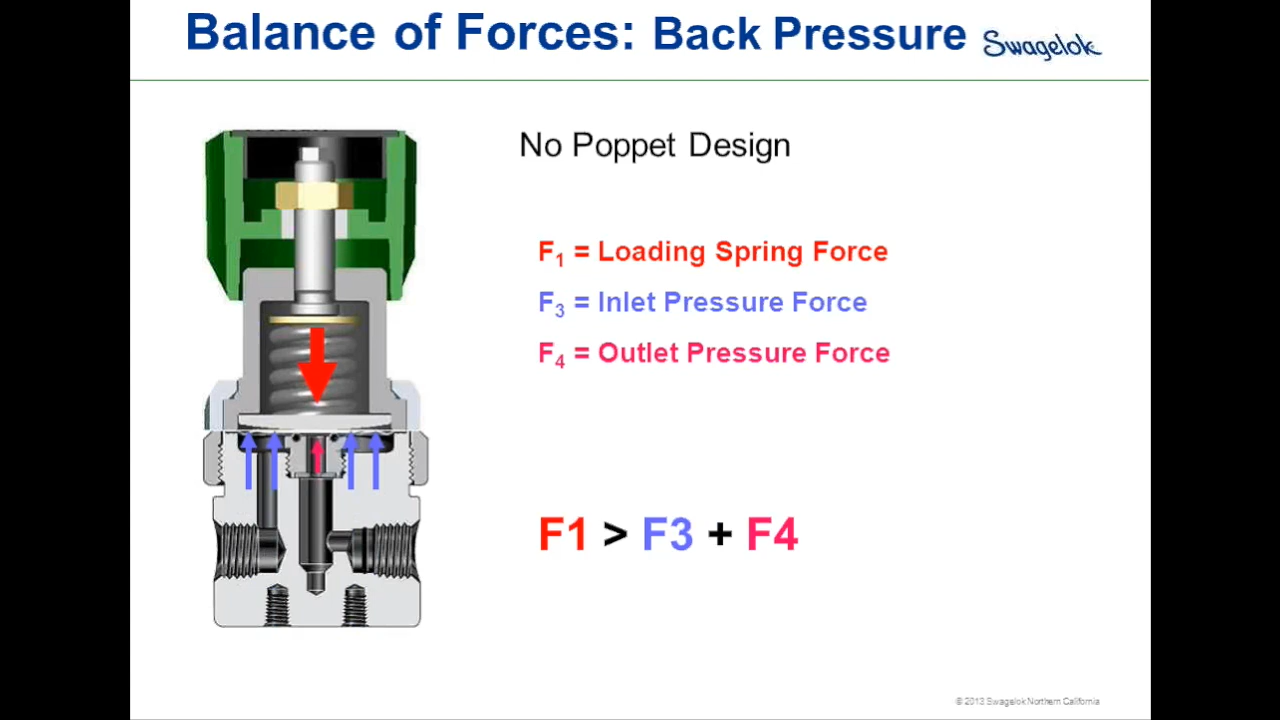 Balance of Forces: Back Pressure Swagelok
No Poppet Design
F1 = Loading Spring Force
F3 = Inlet Pressure Force
F4 = Outlet Pressure Force
F1 > F3 + F4
© 2013 Swagelok Northern California